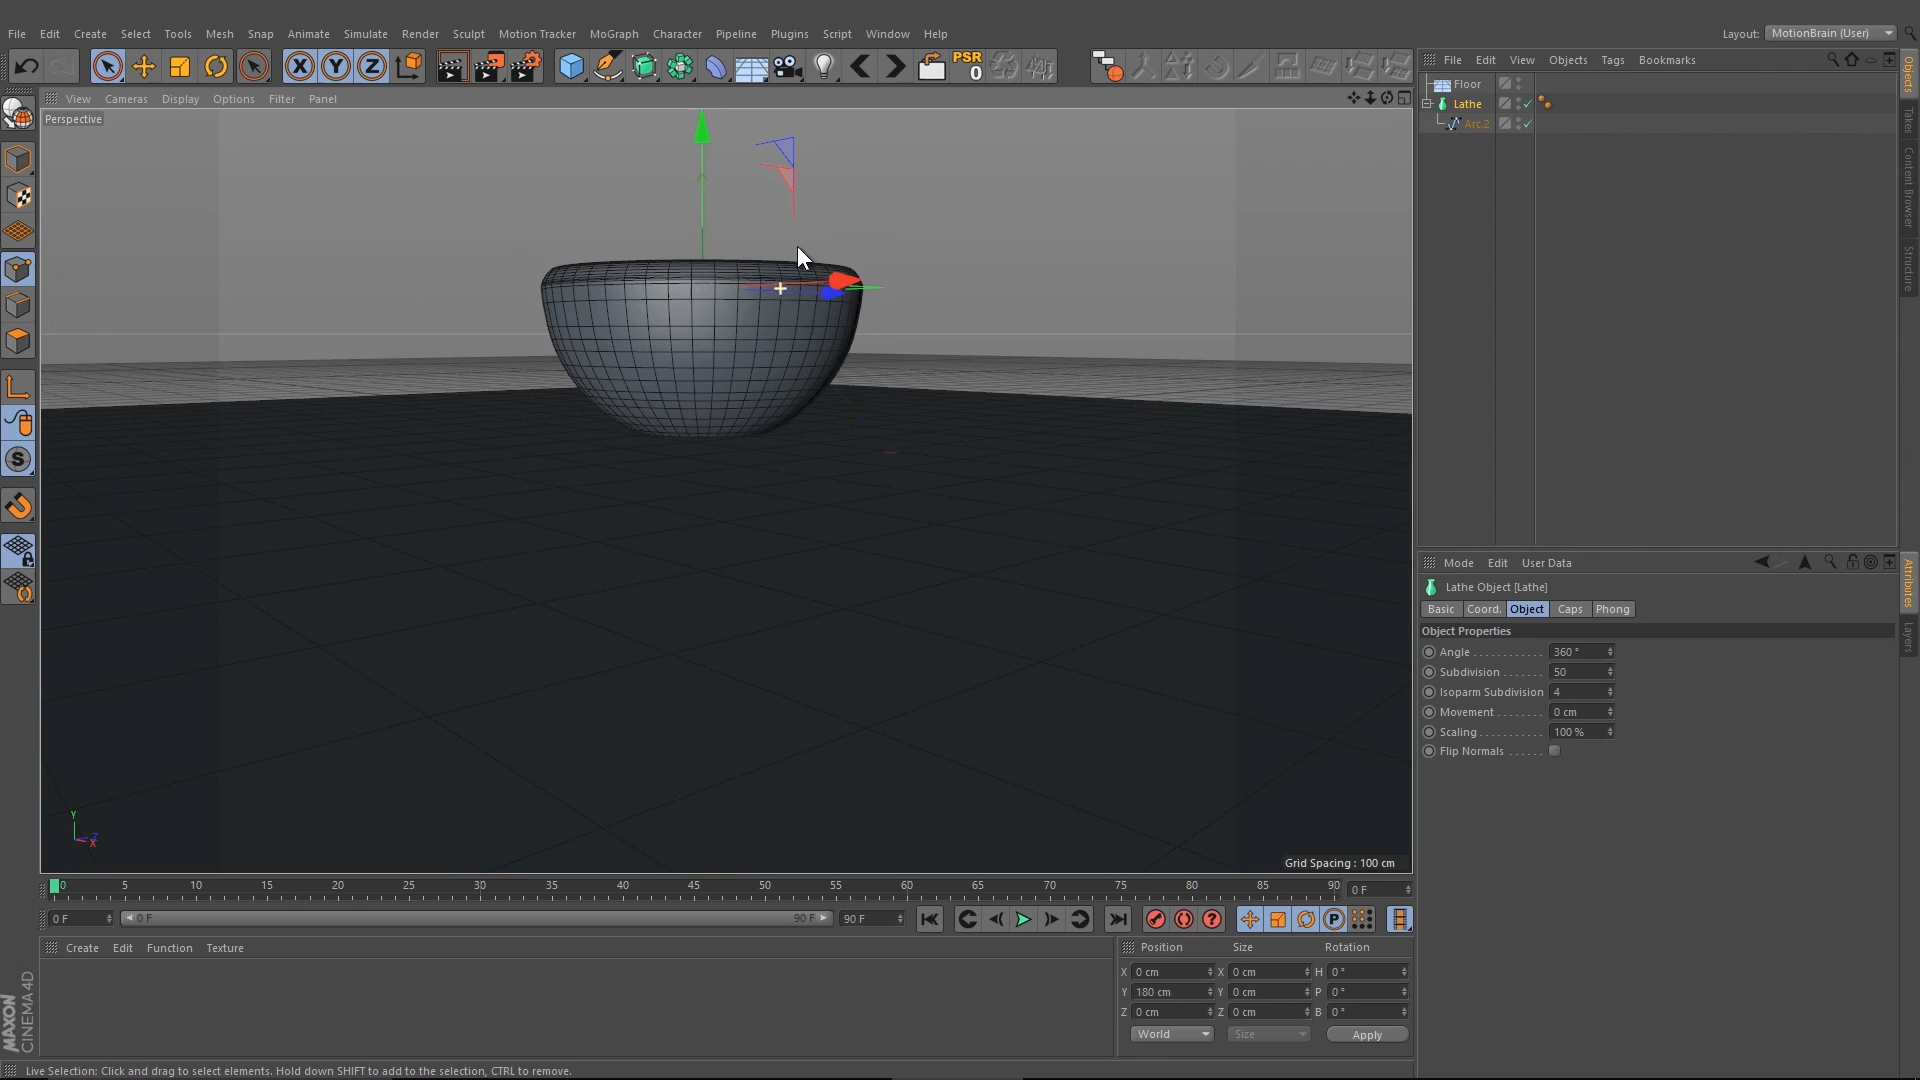 File Edit Create Select Tools Mesh Snap Animate Simulate Render Sculpt Motion Tracker MoGraph Character Pipeline Plugins Script Window Help
Layout: MotionBrain (User)
X Y Z PSR 0
File Edit View Objects Tags Bookmarks
View Cameras Display Options Filter Panel
Perspective
Floor
Lathe
Arc.2
Objects
Takes
Content Browser
Structure
S
Mode Edit User Data
Lathe Object [Lathe]
Basic Coord. Object Caps Phong
Object Properties
Angle . . . . . . . . . . . . 360 °
Subdivision . . . . . . . 50
Isoparm Subdivision 4
Movement . . . . . . . . 0 cm
Scaling. . . . . . . . . . . 100 %
Flip Normals . . . . . .
Attributes
Layers
Y
Z
X
Grid Spacing : 100 cm
0 5 10 15 20 25 30 35 40 45 50 55 60 65 70 75 80 85 90 0 F
0 F 0 F 90 F 90 F P
Create Edit Function Texture
Position Size Rotation
X 0 cm X 0 cm H 0 °
Y 180 cm Y 0 cm P 0 °
Z 0 cm Z 0 cm B 0 °
World Size Apply
MAXON
CINEMA 4D
Live Selection: Click and drag to select elements. Hold down SHIFT to add to the selection, CTRL to remove.